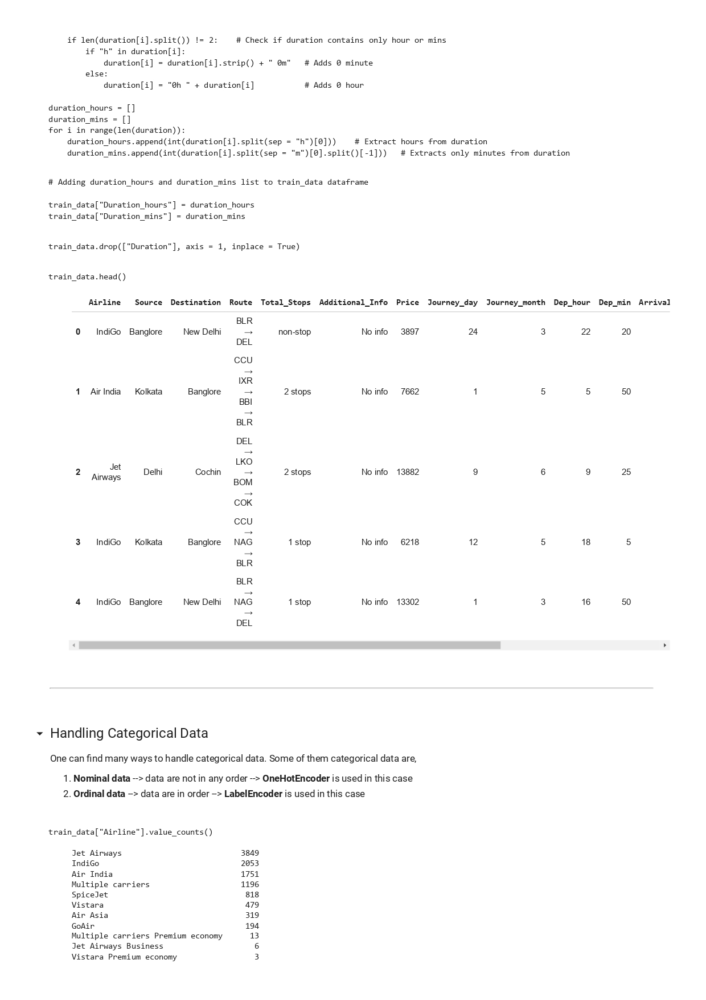 if len(duration[i].split()) != 2:    # Check if duration contains only hour or mins
        if "h" in duration[i]:
            duration[i] = duration[i].strip() + " 0m"   # Adds 0 minute
        else:
            duration[i] = "0h " + duration[i]           # Adds 0 hour
duration_hours = []
duration_mins = []
for i in range(len(duration)):
    duration_hours.append(int(duration[i].split(sep = "h")[0]))    # Extract hours from duration
    duration_mins.append(int(duration[i].split(sep = "m")[0].split()[-1]))   # Extracts only minutes from duration
# Adding duration_hours and duration_mins list to train_data dataframe
train_data["Duration_hours"] = duration_hours
train_data["Duration_mins"] = duration_mins
train_data.drop(["Duration"], axis = 1, inplace = True)
train_data.head()
Airline Source Destination Route Total_Stops Additional_Info Price Journey_day Journey_month Dep_hour Dep_min Arrival
BLR
→
0 IndiGo Banglore New Delhi non-stop No info 3897 24 3 22 20
DEL
CCU
→
IXR
→
1 Air India Kolkata Banglore 2 stops No info 7662 1 5 5 50
BBI
→
BLR
DEL
→
LKO
→
Jet
2 Delhi Cochin 2 stops No info 13882 9 6 9 25
Airways
BOM
→
COK
CCU
→
3 IndiGo Kolkata Banglore NAG 1 stop No info 6218 12 5 18 5
→
BLR
BLR
→
4 IndiGo Banglore New Delhi NAG 1 stop No info 13302 1 3 16 50
→
DEL
Handling Categorical Data
One can find many ways to handle categorical data. Some of them categorical data are,
1. Nominal data --> data are not in any order --> OneHotEncoder is used in this case
2. Ordinal data --> data are in order --> LabelEncoder is used in this case
train_data["Airline"].value_counts()
Jet Airways                          3849
IndiGo                               2053
Air India                            1751
Multiple carriers                    1196
SpiceJet                              818
Vistara                               479
Air Asia                              319
GoAir                                 194
Multiple carriers Premium economy      13
Jet Airways Business                    6
Vistara Premium economy                 3